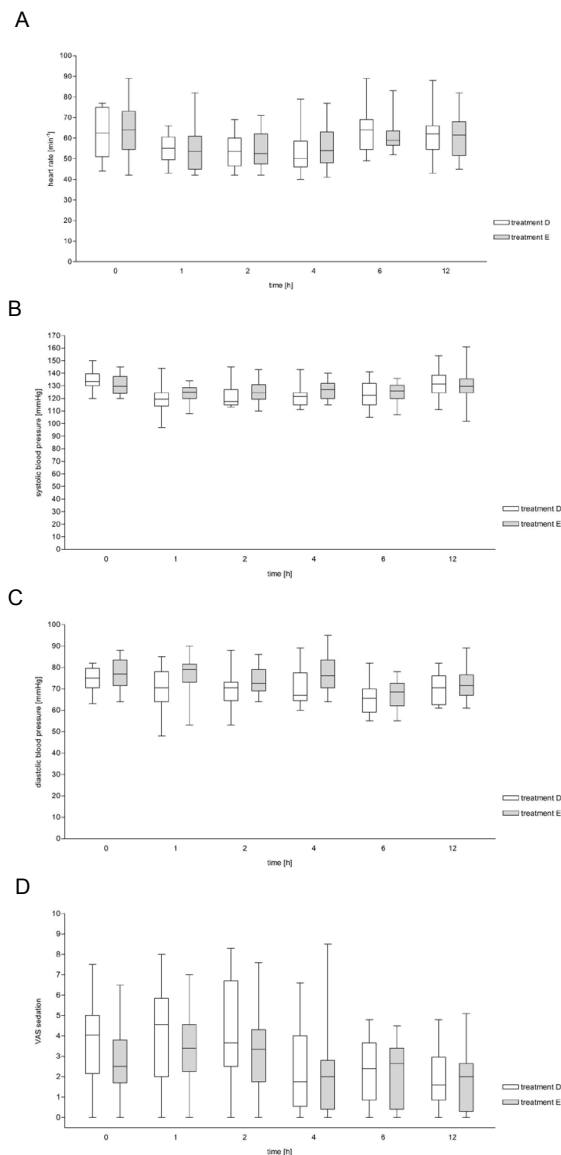 A
100
90
80
70
60
50
40
30
20
10
0
heart rate [min⁻¹]
0 1 2 4 6 12
time [h]
treatment D
treatment E
B
170
160
150
140
130
120
110
100
90
80
70
60
50
40
30
20
10
0
systolic blood pressure [mmHg]
0 1 2 4 6 12
time [h]
treatment D
treatment E
C
100
90
80
70
60
50
40
30
20
10
0
diastolic blood pressure [mmHg]
0 1 2 4 6 12
time [h]
treatment D
treatment E
D
10
9
8
7
6
5
4
3
2
1
0
VAS sedation
0 1 2 4 6 12
time [h]
treatment D
treatment E